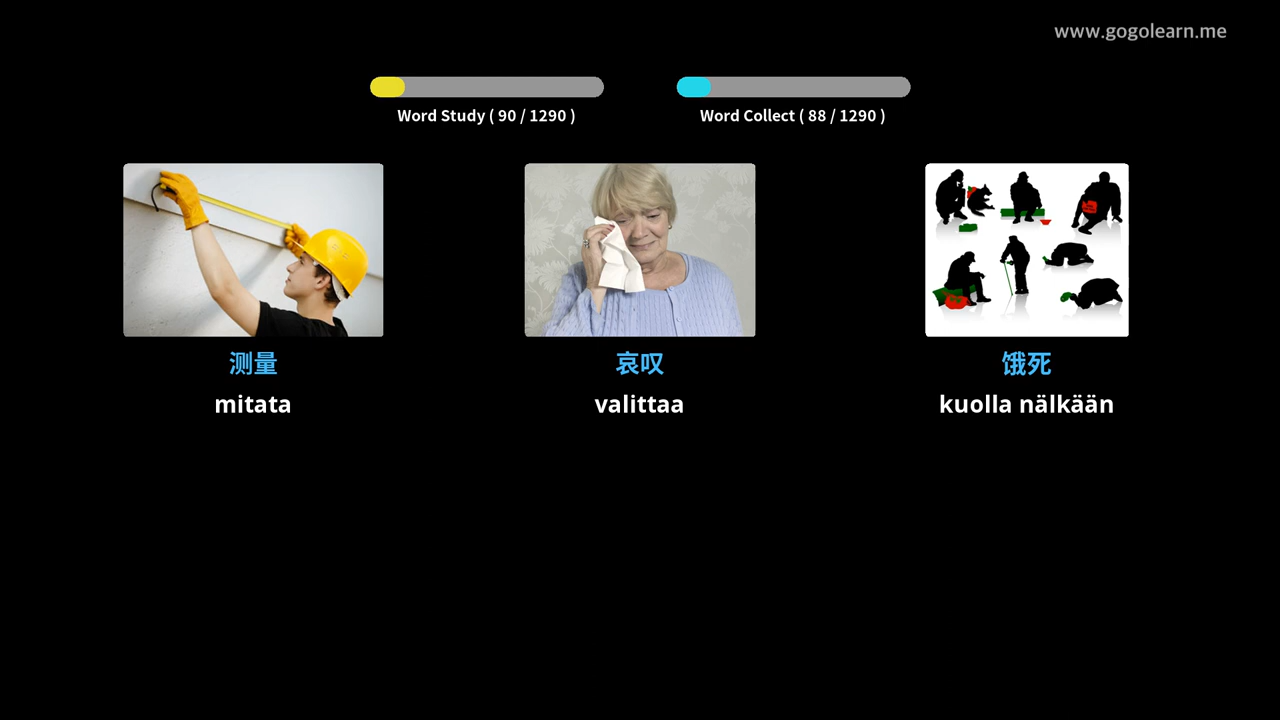 www.gogolearn.me
Word Study ( 90 / 1290 )
Word Collect ( 88 / 1290 )
测量
哀叹
饿死
mitata
valittaa
kuolla nälkään